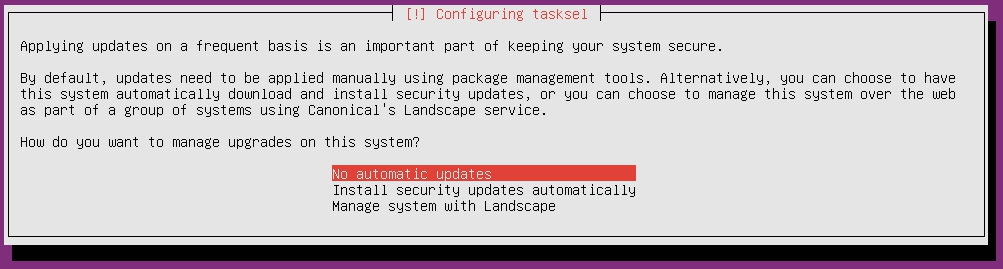 [!] Configuring tasksel
Applying updates on a frequent basis is an important part of keeping your system secure.
By default, updates need to be applied manually using package management tools. Alternatively, you can choose to have
this system automatically download and install security updates, or you can choose to manage this system over the web
as part of a group of systems using Canonical's Landscape service.
How do you want to manage upgrades on this system?
No automatic updates
Install security updates automatically
Manage system with Landscape